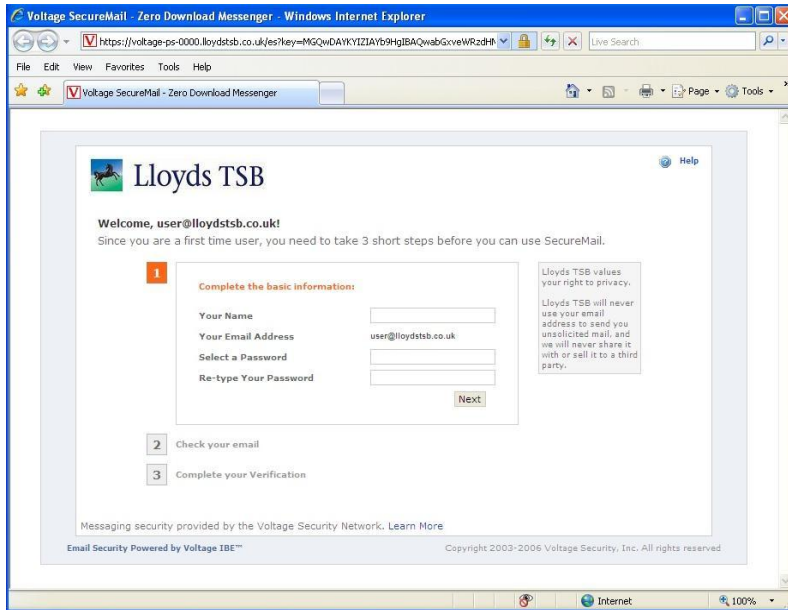 Voltage SecureMail - Zero Download Messenger - Windows Internet Explorer
https://voltage-ps-0000.lloydstsb.co.uk/es?key=
Live Search
File Edit View Favorites Tools Help
Voltage SecureMail - Zero Download Messenger
Page Tools
Lloyds TSB
Help
Welcome, user@lloydstsb.co.uk!
Since you are a first time user, you need to take 3 short steps before you can use SecureMail.
1
Complete the basic information:
Your Name
Your Email Address user@lloydstsb.co.uk
Select a Password
Re-type Your Password
Next
Lloyds TSB values
your right to privacy.
Lloyds TSB will never
use your email
address to send you
unsolicited mail, and
we will never share it
with or sell it to a third
party.
2 Check your email
3 Complete your Verification
Messaging security provided by the Voltage Security Network. Learn More
Email Security Powered by Voltage IBE™ Copyright 2003-2006 Voltage Security, Inc. All rights reserved
Internet 100%